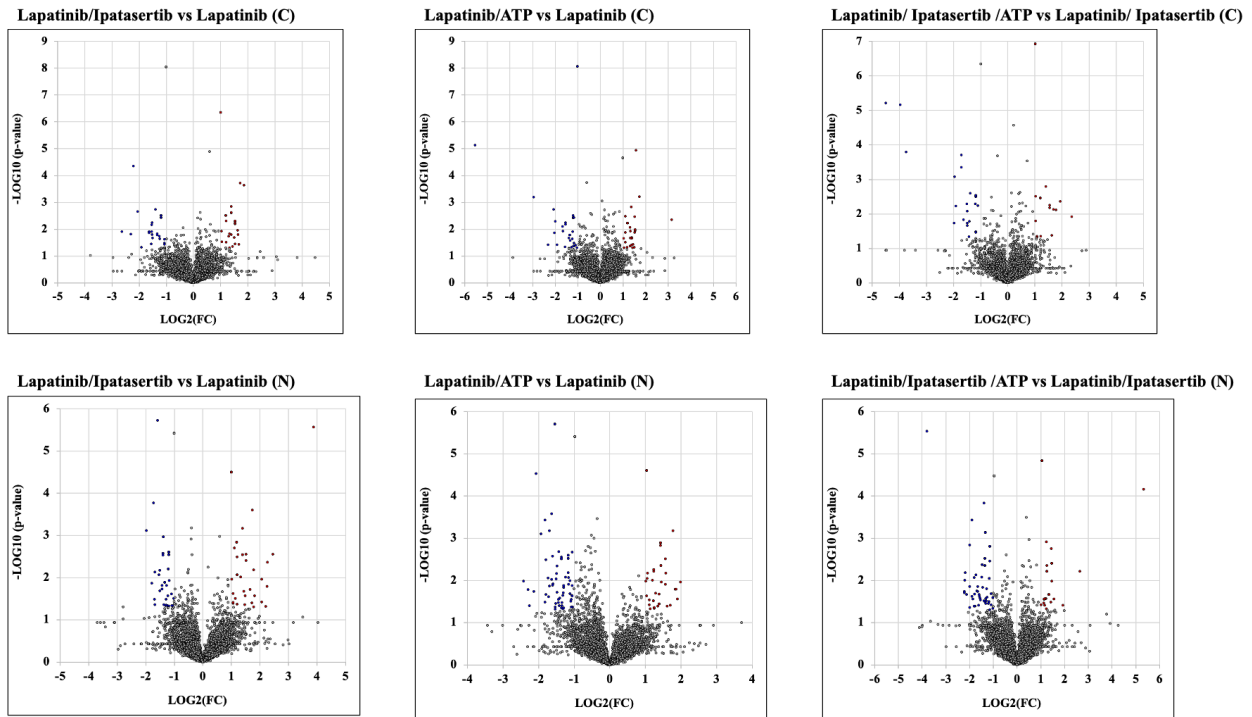 Lapatinib/Ipatasertib vs Lapatinib (C)
-LOG10 (p-value)
9
8
7
6
5
4
3
2
1
0
-5 -4 -3 -2 -1 0 1 2 3 4 5
LOG2(FC)
Lapatinib/ATP vs Lapatinib (C)
-LOG10 (p-value)
9
8
7
6
5
4
3
2
1
0
-6 -5 -4 -3 -2 -1 0 1 2 3 4 5 6
LOG2(FC)
Lapatinib/ Ipatasertib /ATP vs Lapatinib/ Ipatasertib (C)
-LOG10 (p-value)
7
6
5
4
3
2
1
0
-5 -4 -3 -2 -1 0 1 2 3 4 5
LOG2(FC)
Lapatinib/Ipatasertib vs Lapatinib (N)
-LOG10 (p-value)
6
5
4
3
2
1
0
-5 -4 -3 -2 -1 0 1 2 3 4 5
LOG2(FC)
Lapatinib/ATP vs Lapatinib (N)
-LOG10 (p-value)
6
5
4
3
2
1
0
-4 -3 -2 -1 0 1 2 3 4
LOG2(FC)
Lapatinib/Ipatasertib /ATP vs Lapatinib/Ipatasertib (N)
-LOG10 (p-value)
6
5
4
3
2
1
0
-6 -5 -4 -3 -2 -1 0 1 2 3 4 5 6
LOG2(FC)